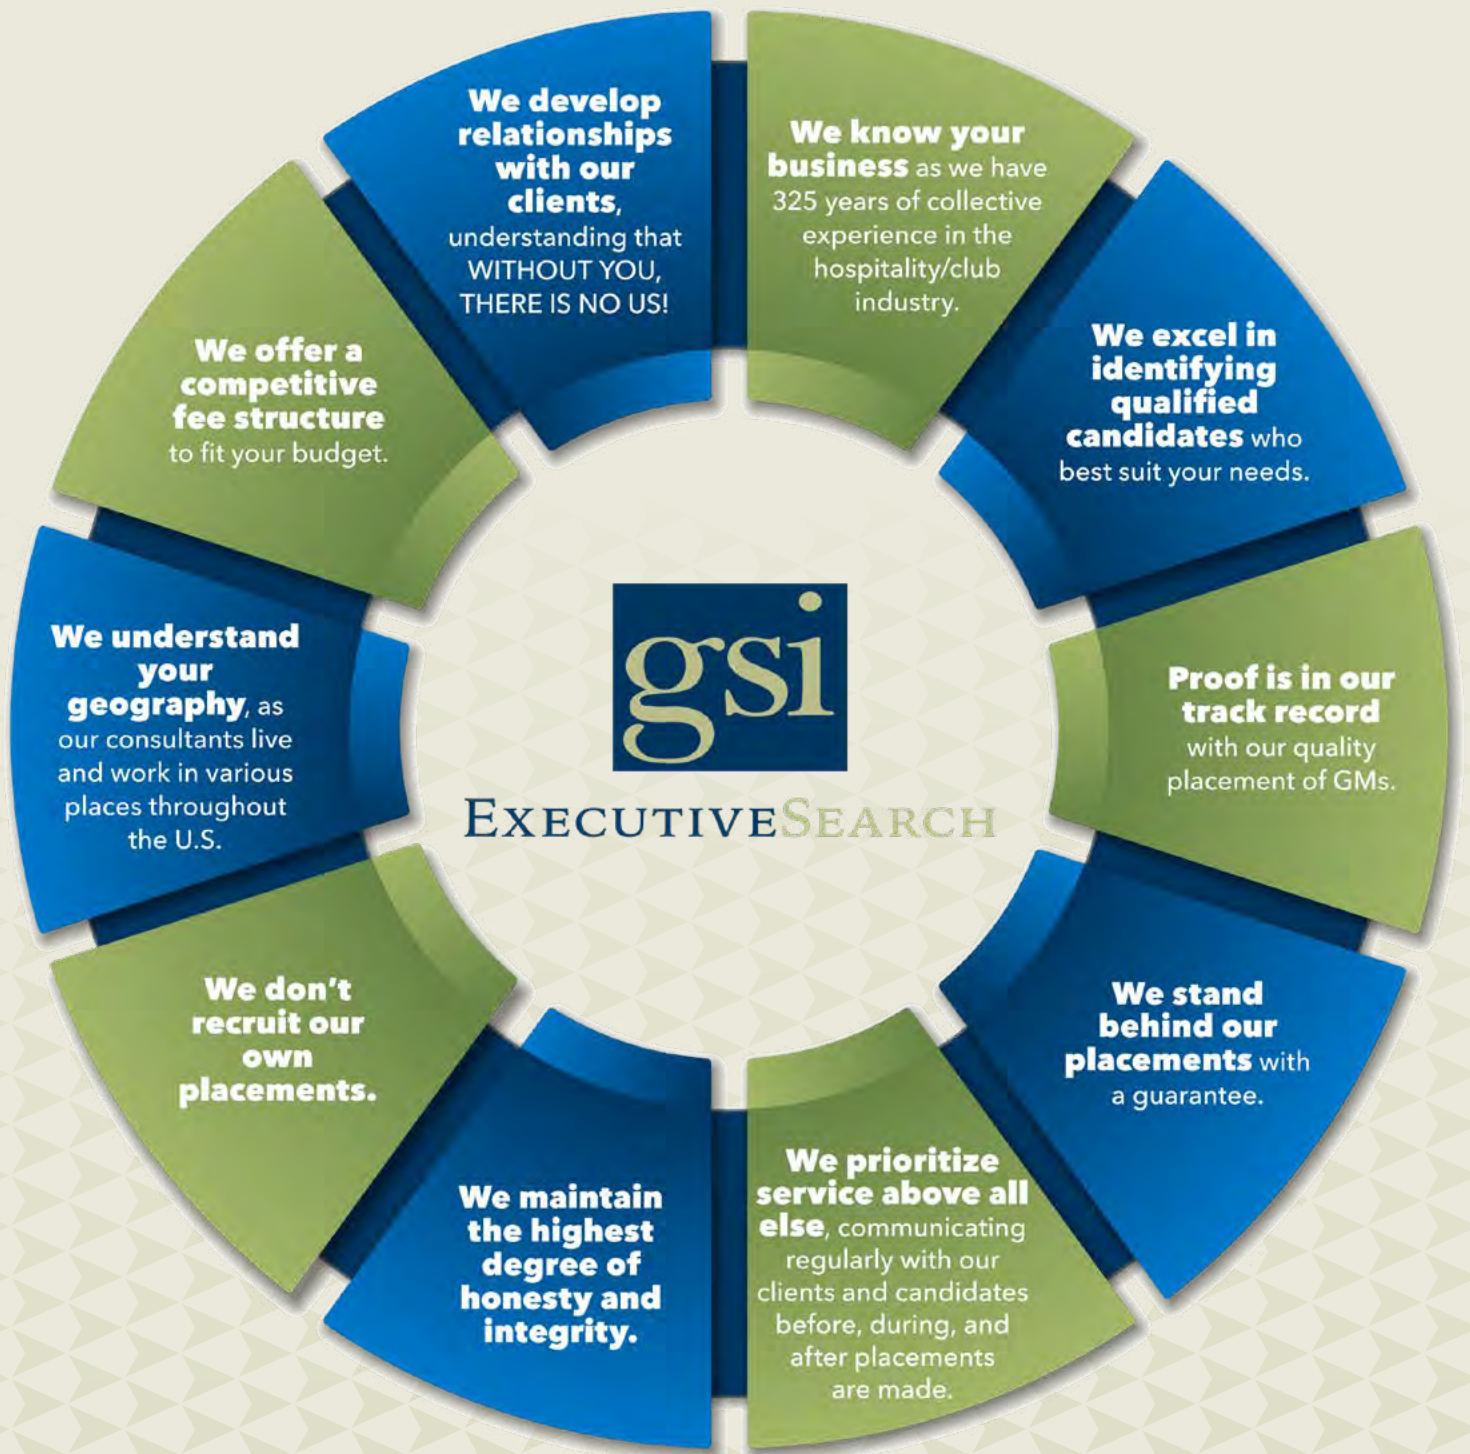 We develop
relationships
with our
clients,
understanding that
WITHOUT YOU,
THERE IS NO US!
We know your
business as we have
325 years of collective
experience in the
hospitality/club
industry.
We excel in
identifying
qualified
candidates who
best suit your needs.
Proof is in our
track record
with our quality
placement of GMs.
We stand
behind our
placements with
a guarantee.
We prioritize
service above all
else, communicating
regularly with our
clients and candidates
before, during, and
after placements
are made.
We maintain
the highest
degree of
honesty and
integrity.
We don't
recruit our
own
placements.
We understand
your
geography, as
our consultants live
and work in various
places throughout
the U.S.
We offer a
competitive
fee structure
to fit your budget.
gsi
EXECUTIVESEARCH